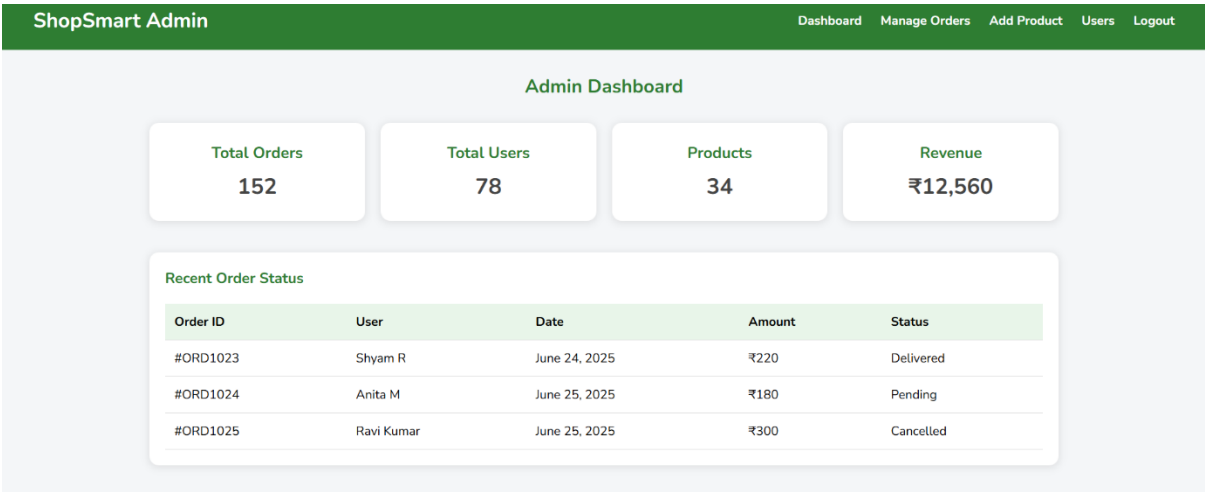 ShopSmart Admin Dashboard Manage Orders Add Product Users Logout
Admin Dashboard
Total Orders Total Users Products Revenue
152 78 34 ₹12,560
Recent Order Status
Order ID User Date Amount Status
#ORD1023 Shyam R June 24, 2025 ₹220 Delivered
#ORD1024 Anita M June 25, 2025 ₹180 Pending
#ORD1025 Ravi Kumar June 25, 2025 ₹300 Cancelled